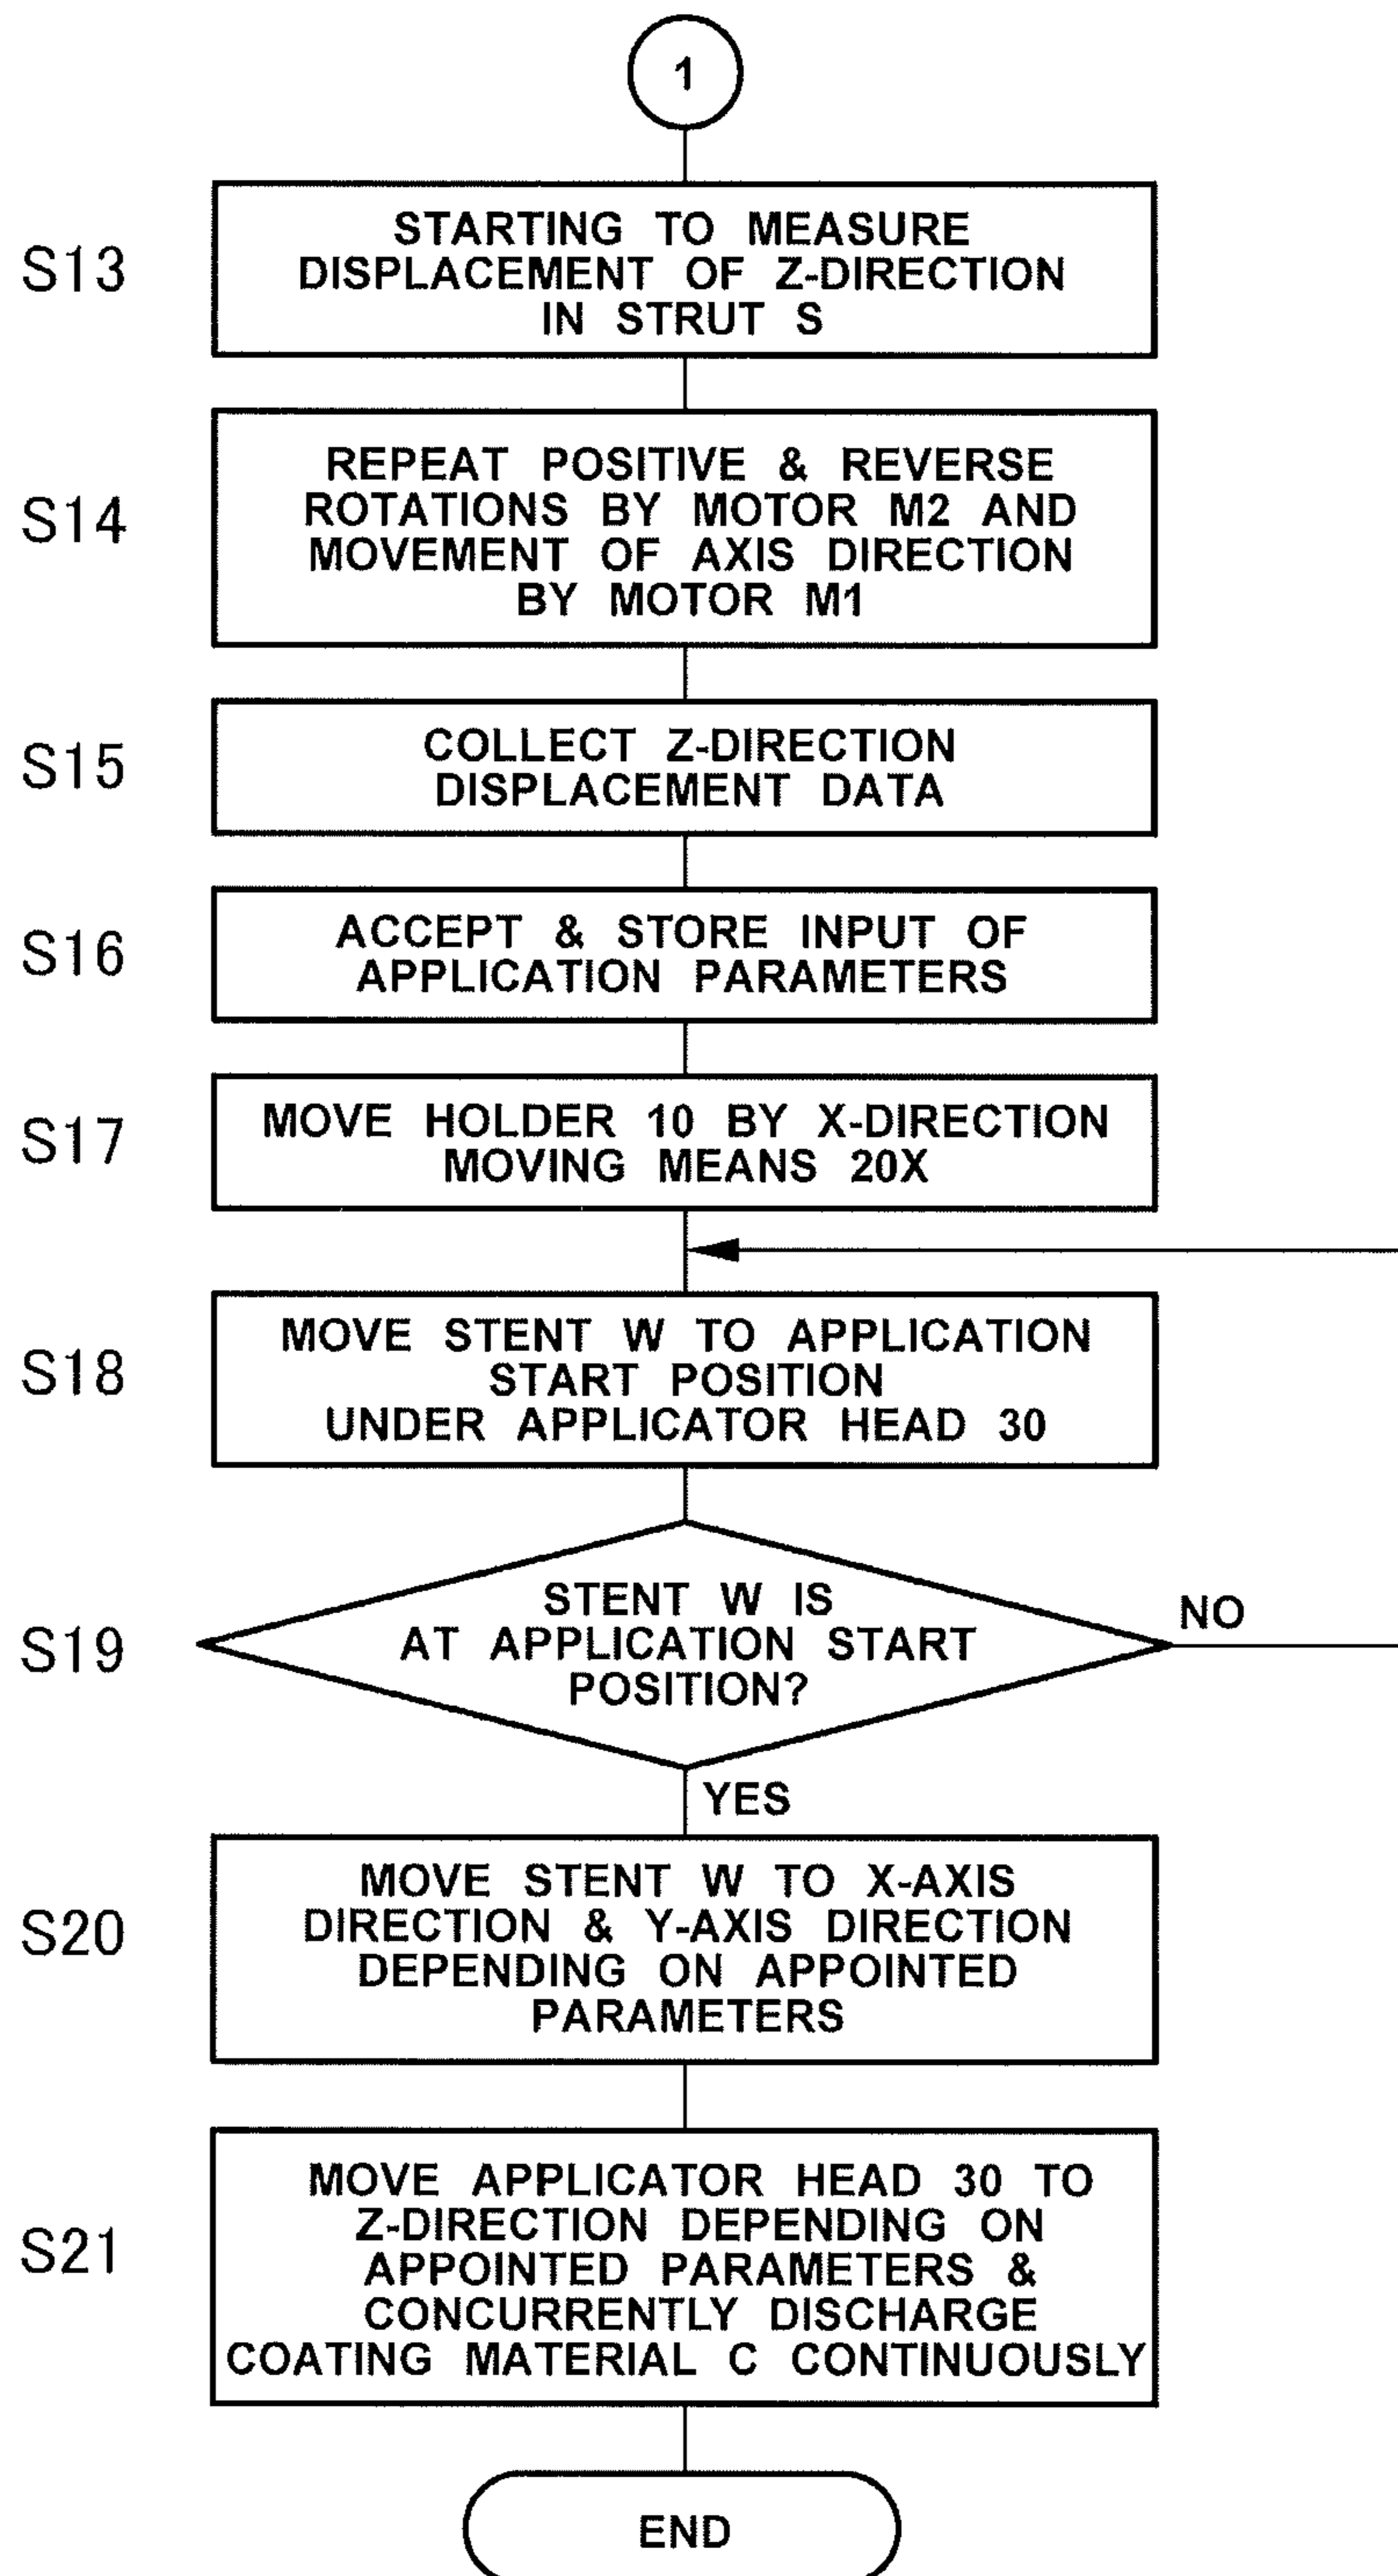 1
S13
STARTING TO MEASURE
DISPLACEMENT OF Z-DIRECTION
IN STRUT S
S14
REPEAT POSITIVE & REVERSE
ROTATIONS BY MOTOR M2 AND
MOVEMENT OF AXIS DIRECTION
BY MOTOR M1
S15
COLLECT Z-DIRECTION
DISPLACEMENT DATA
S16
ACCEPT & STORE INPUT OF
APPLICATION PARAMETERS
S17
MOVE HOLDER 10 BY X-DIRECTION
MOVING MEANS 20X
S18
MOVE STENT W TO APPLICATION
START POSITION
UNDER APPLICATOR HEAD 30
S19
STENT W IS
AT APPLICATION START
POSITION?
NO
YES
S20
MOVE STENT W TO X-AXIS
DIRECTION & Y-AXIS DIRECTION
DEPENDING ON APPOINTED
PARAMETERS
S21
MOVE APPLICATOR HEAD 30 TO
Z-DIRECTION DEPENDING ON
APPOINTED PARAMETERS &
CONCURRENTLY DISCHARGE
COATING MATERIAL C CONTINUOUSLY
END